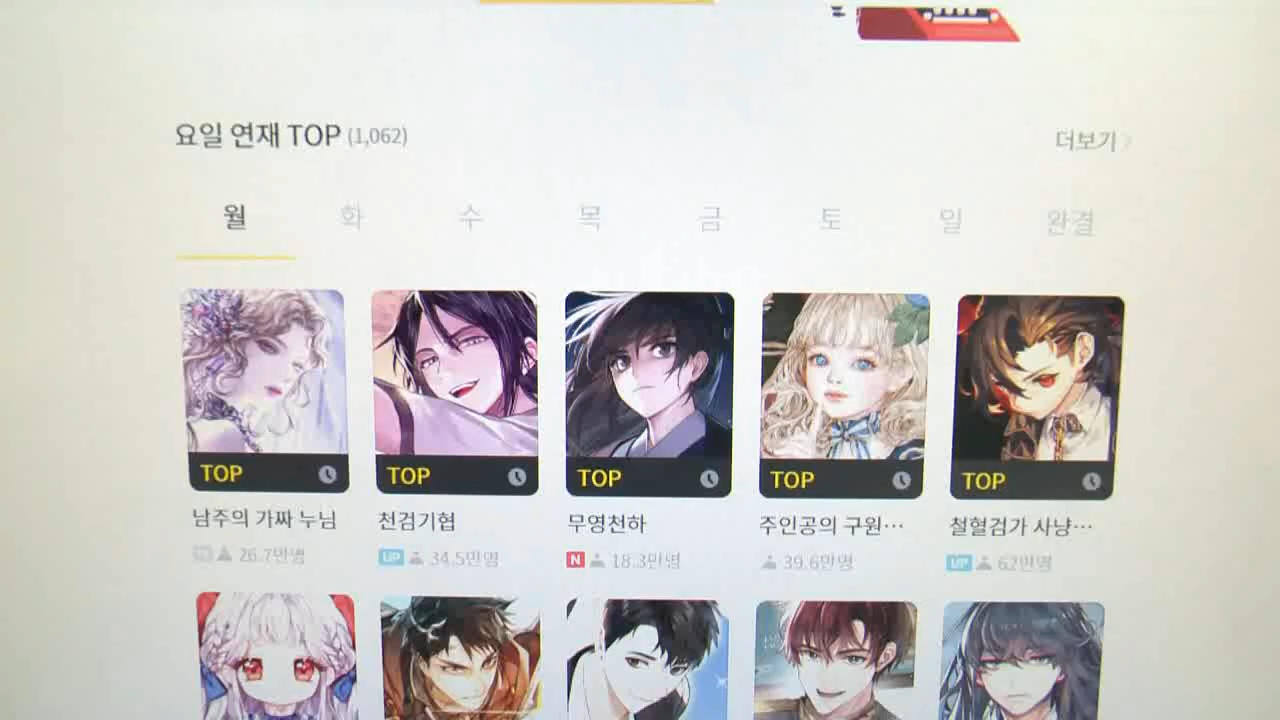 요일 연재 TOP (1,062)
더보기 >
월 화 수 목 금 토 일 완결
TOP TOP TOP TOP TOP
남주의 가짜 누님 천검기협 무영천하 주인공의 구원… 철혈검가 사냥…
26.7만명 UP 34.5만명 N 18.3만명 39.6만명 UP 62만명